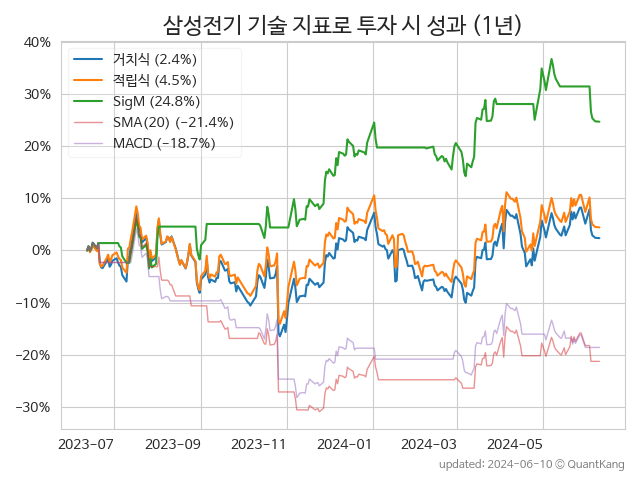 삼성전기 기술 지표로 투자 시 성과 (1년)
40%
30%
20%
10%
0%
−10%
−20%
−30%
거치식 (2.4%)
적립식 (4.5%)
SigM (24.8%)
SMA(20) (−21.4%)
MACD (−18.7%)
2023-07 2023-09 2023-11 2024-01 2024-03 2024-05
updated: 2024-06-10 © QuantKang